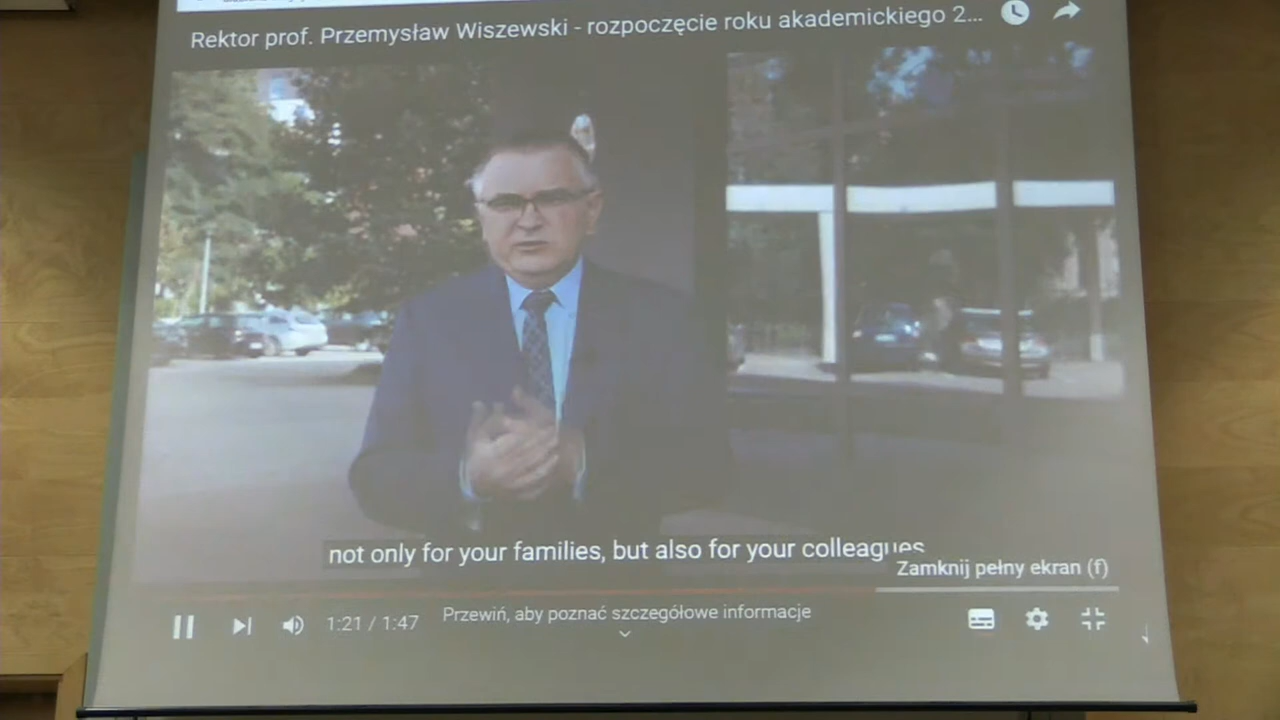 Rektor prof. Przemysław Wiszewski - rozpoczęcie roku akademickiego 2...
not only for your families, but also for your colleagues
Zamknij pełny ekran (f)
1:21 / 1:47
Przewiń, aby poznać szczegółowe informacje